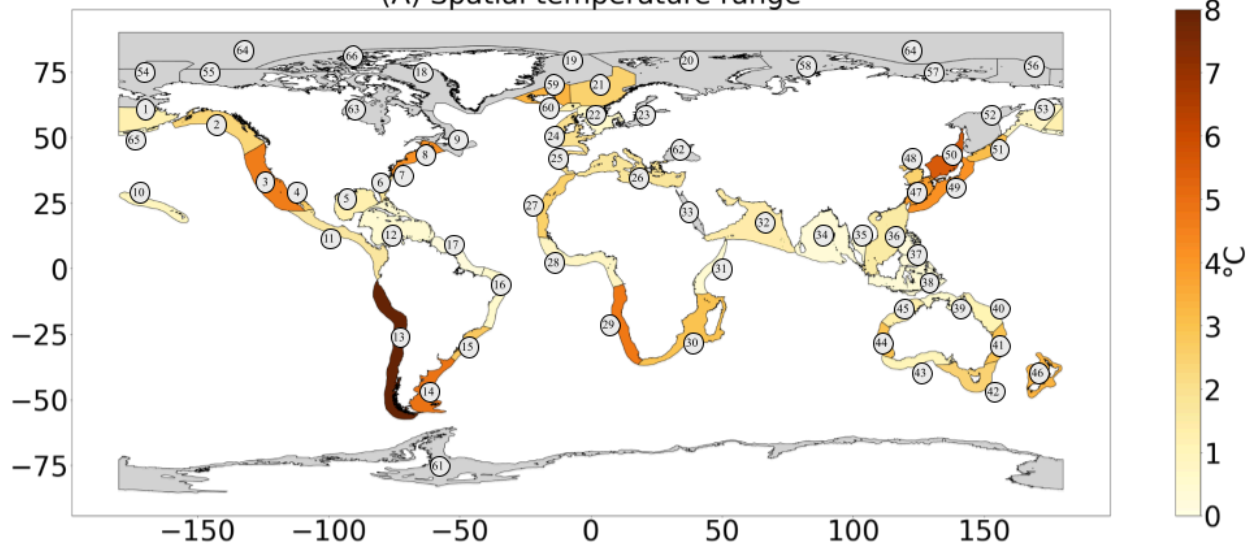 (A) Spatial temperature range
8
64 66 19 20 64
75 54 55 18 59 21 58 57 56 7
1 63 60 22 23 52 53
50 65 2 9 24 62 48 50 51 6
8 25
10 3 4 5 6 7 27 26 33 47 49 5
25 11 12 17 32 34 35 36 37
0 16 28 31 38 4 °C
−25 13 15 29 30 45 39 40 3
44 41
−50 14 43 42 46 2
−75 61 1
0
−150 −100 −50 0 50 100 150